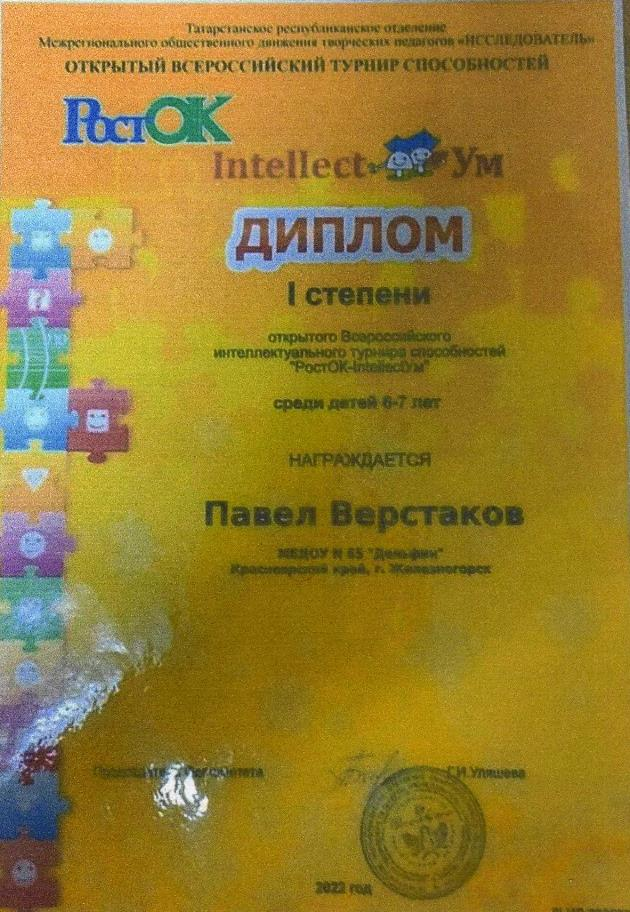 Татарстанское республиканское отделение
Межрегионального общественного движения творческих педагогов «ИССЛЕДОВАТЕЛЬ»
ОТКРЫТЫЙ ВСЕРОССИЙСКИЙ ТУРНИР СПОСОБНОСТЕЙ
РостОК
Intellect Ум
ДИПЛОМ
I степени
открытого Всероссийского
интеллектуального турнира способностей
"РостОК-IntellectУм"
среди детей 6-7 лет
НАГРАЖДАЕТСЯ
Павел Верстаков
МБДОУ N 65 "Дельфин"
Красноярский край, г. Железногорск
Г.И.Уляшева
2022 год